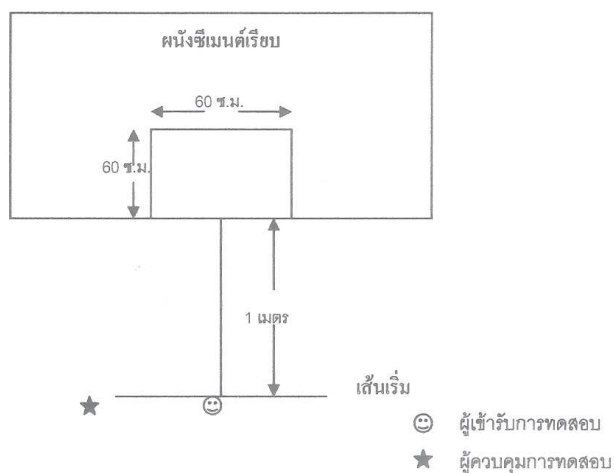 ผนังซีเมนต์เรียบ
60 ซ.ม.
60 ซ.ม.
1 เมตร
เส้นเริ่ม
ผู้เข้ารับการทดสอบ
ผู้ควบคุมการทดสอบ